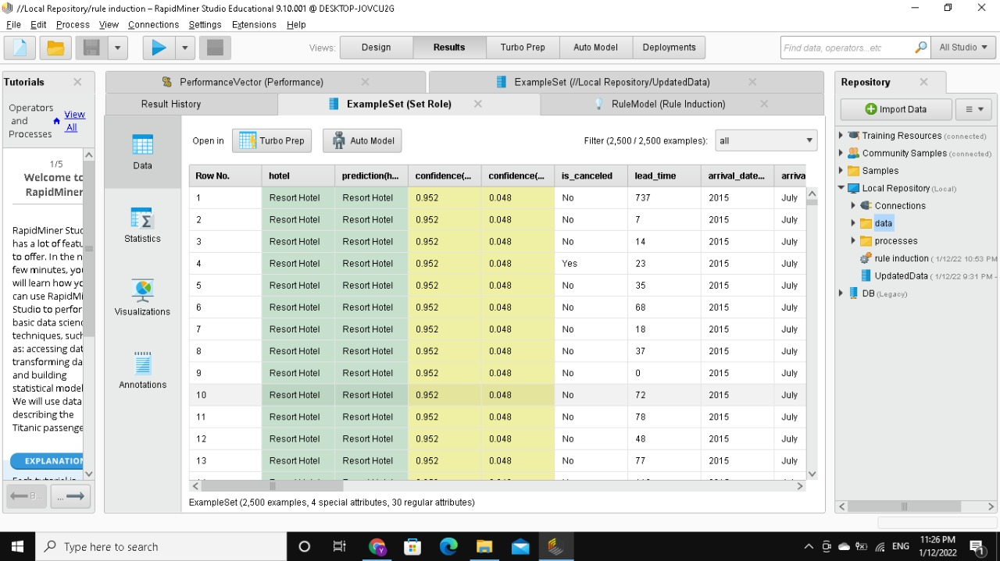 //Local Repository/rule induction – RapidMiner Studio Educational 9.10.001 @ DESKTOP-JOVCU2G
File Edit Process View Connections Settings Extensions Help
Views: Design Results Turbo Prep Auto Model Deployments
Find data, operators...etc All Studio
Tutorials
Operators and Processes
View All
1/5
Welcome to
RapidMiner
RapidMiner Stud
has a lot of featu
to offer. In the n
few minutes, you
will learn how yo
can use RapidMi
Studio to perfor
basic data scienc
techniques, such
as: accessing dat
transforming da
and building
statistical model
We will use data
describing the
Titanic passenge
EXPLANATION
Each tutorial is
B... ...
PerformanceVector (Performance) ExampleSet (//Local Repository/UpdatedData)
Result History ExampleSet (Set Role) RuleModel (Rule Induction)
Data
Statistics
Visualizations
Annotations
Open in Turbo Prep Auto Model Filter (2,500 / 2,500 examples): all
Row No. hotel prediction(h... confidence(... confidence(... is_canceled lead_time arrival_date... arriva
1 Resort Hotel Resort Hotel 0.952 0.048 No 737 2015 July
2 Resort Hotel Resort Hotel 0.952 0.048 No 7 2015 July
3 Resort Hotel Resort Hotel 0.952 0.048 No 14 2015 July
4 Resort Hotel Resort Hotel 0.952 0.048 Yes 23 2015 July
5 Resort Hotel Resort Hotel 0.952 0.048 No 35 2015 July
6 Resort Hotel Resort Hotel 0.952 0.048 No 68 2015 July
7 Resort Hotel Resort Hotel 0.952 0.048 No 18 2015 July
8 Resort Hotel Resort Hotel 0.952 0.048 No 37 2015 July
9 Resort Hotel Resort Hotel 0.952 0.048 No 0 2015 July
10 Resort Hotel Resort Hotel 0.952 0.048 No 72 2015 July
11 Resort Hotel Resort Hotel 0.952 0.048 No 78 2015 July
12 Resort Hotel Resort Hotel 0.952 0.048 No 48 2015 July
13 Resort Hotel Resort Hotel 0.952 0.048 No 77 2015 July
ExampleSet (2,500 examples, 4 special attributes, 30 regular attributes)
Repository
Import Data
Training Resources (connected)
Community Samples (connected)
Samples
Local Repository (Local)
Connections
data
processes
rule induction ( 1/12/22 10:53 PM
UpdatedData ( 1/12/22 9:31 PM -
DB (Legacy)
Type here to search
ENG
11:26 PM
1/12/2022
1